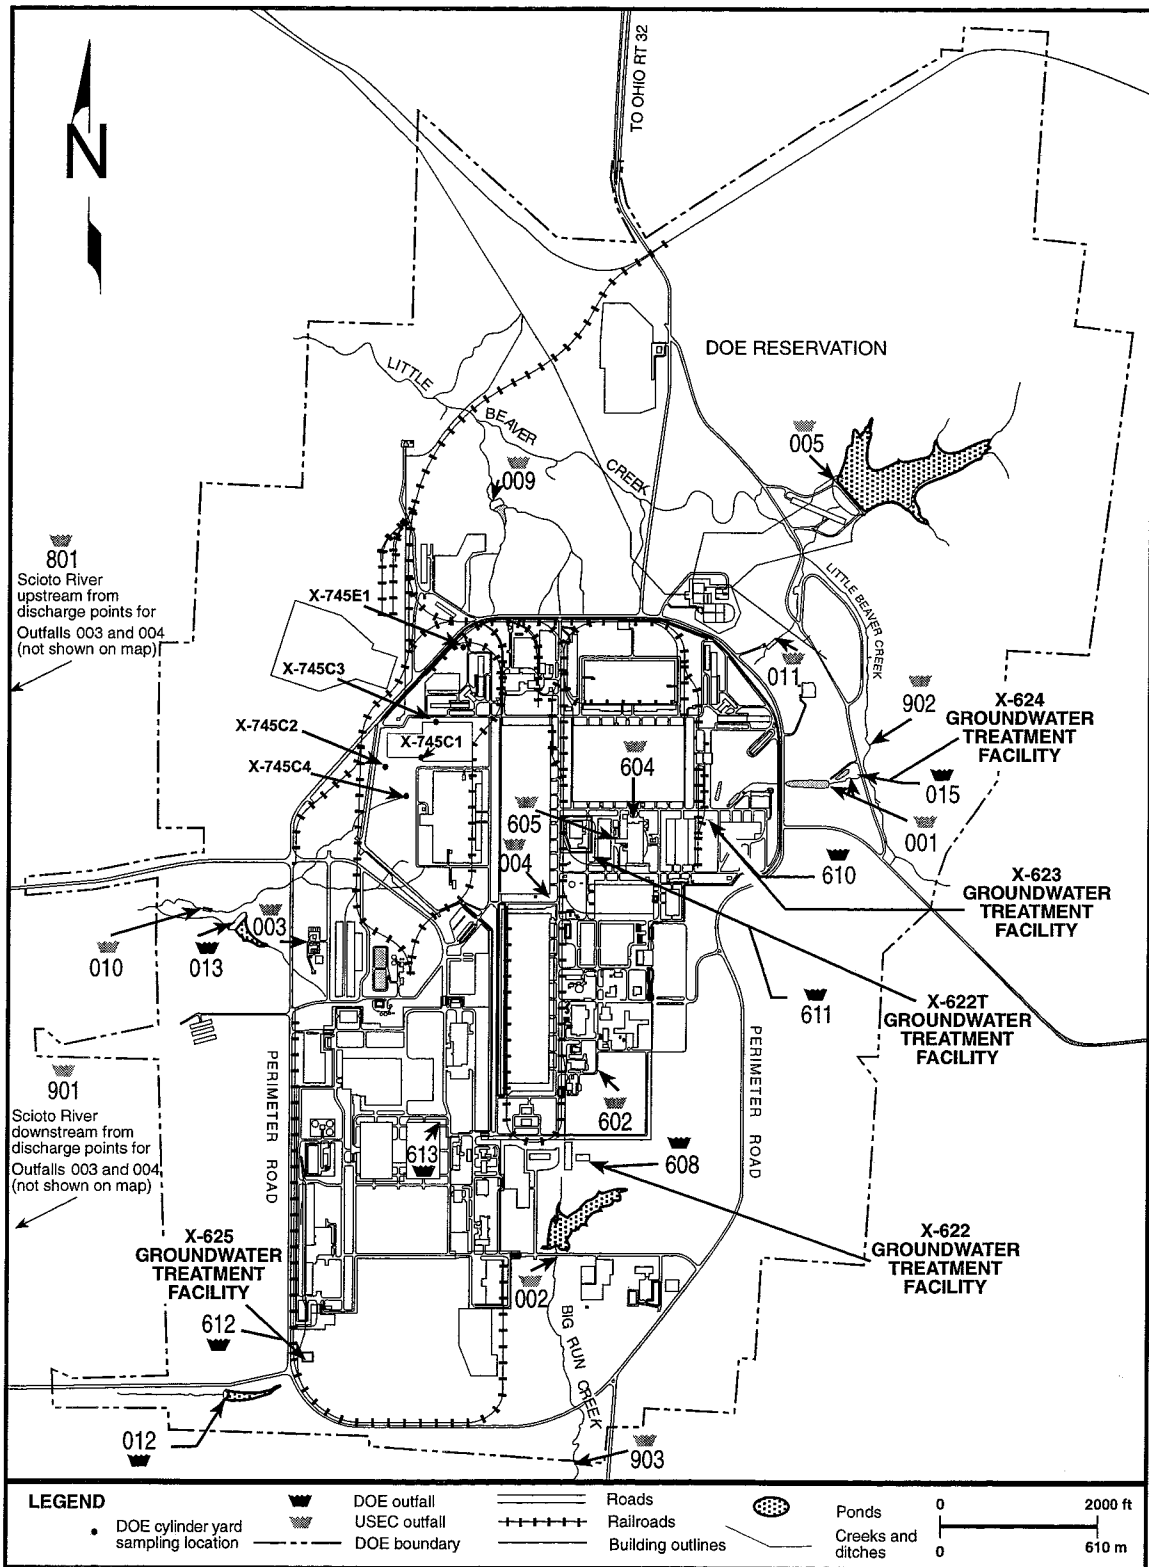 TO OHIO RT 32
N
DOE RESERVATION
LITTLE
BEAVER
CREEK
005
009
801
Scioto River
upstream from
discharge points for
Outfalls 003 and 004
(not shown on map)
X-745E1
X-745C3
X-745C2
X-745C1
X-745C4
LITTLE BEAVER CREEK
011
902
X-624
GROUNDWATER
TREATMENT
FACILITY
604
015
605
001
004
610
X-623
GROUNDWATER
TREATMENT
FACILITY
003
010
013
611
X-622T
GROUNDWATER
TREATMENT
FACILITY
901
Scioto River
downstream from
discharge points for
Outfalls 003 and 004
(not shown on map)
PERIMETER ROAD
PERIMETER ROAD
602
613
608
X-625
GROUNDWATER
TREATMENT
FACILITY
X-622
GROUNDWATER
TREATMENT
FACILITY
002
612
BIG RUN CREEK
012
903
LEGEND
DOE cylinder yard
sampling location
DOE outfall
USEC outfall
DOE boundary
Roads
Railroads
Building outlines
Ponds
Creeks and
ditches
0 2000 ft
0 610 m